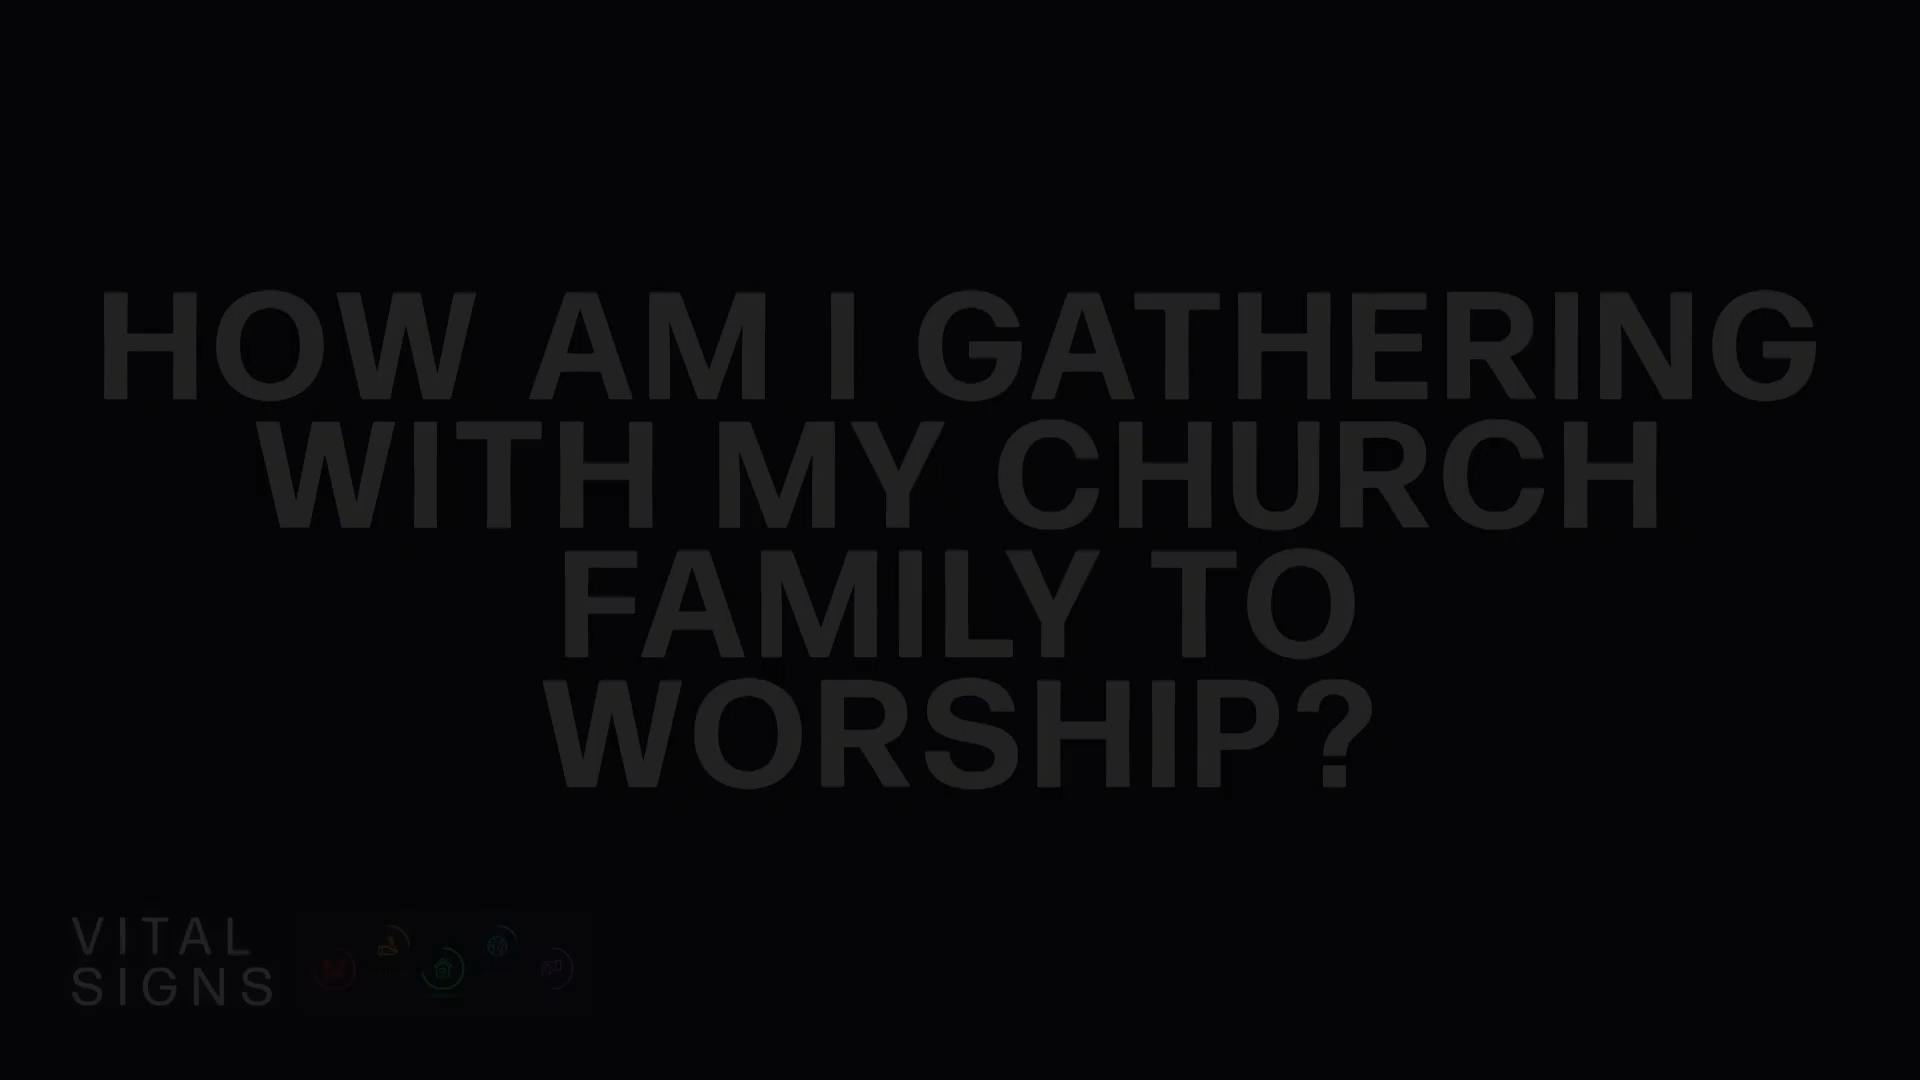 HOW AM I GATHERING
WITH MY CHURCH
FAMILY TO
WORSHIP?
VITAL
SIGNS